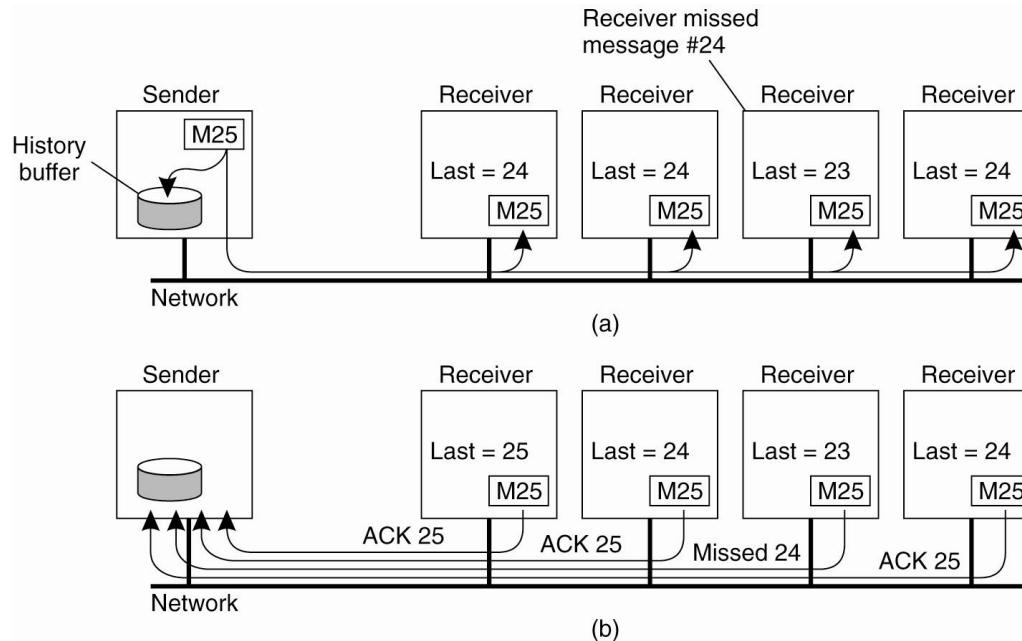 Receiver missed
message #24
Sender
Receiver
Receiver
Receiver
Receiver
History
buffer
M25
Last = 24
Last = 24
Last = 23
Last = 24
M25
M25
M25
M25
Network
(a)
Sender
Receiver
Receiver
Receiver
Receiver
Last = 25
Last = 24
Last = 23
Last = 24
M25
M25
M25
M25
ACK 25
ACK 25
Missed 24
ACK 25
Network
(b)